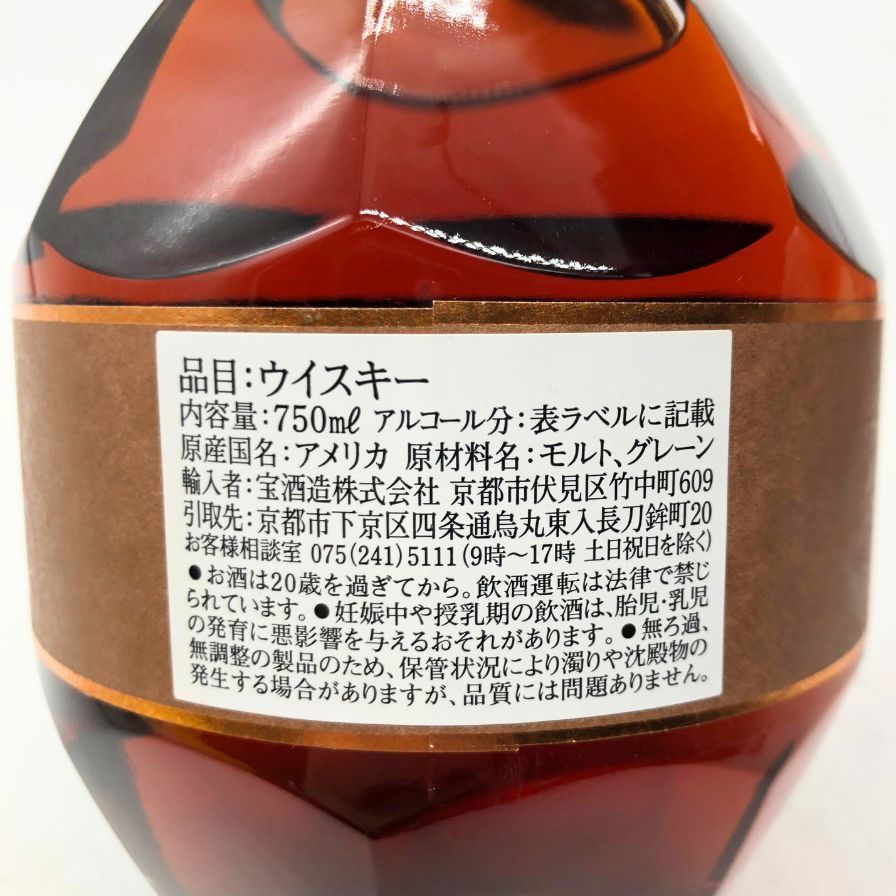 品目：ウイスキー
内容量：750mℓ アルコール分：表ラベルに記載
原産国名：アメリカ 原材料名：モルト、グレーン
輸入者：宝酒造株式会社 京都市伏見区竹中町609
引取先：京都市下京区四条通烏丸東入長刀鉾町20
お客様相談室 075(241)5111(9時～17時 土日祝日を除く)
●お酒は20歳を過ぎてから。飲酒運転は法律で禁じ
られています。●妊娠中や授乳期の飲酒は、胎児・乳児
の発育に悪影響を与えるおそれがあります。●無ろ過、
無調整の製品のため、保管状況により濁りや沈殿物の
発生する場合がありますが、品質には問題ありません。